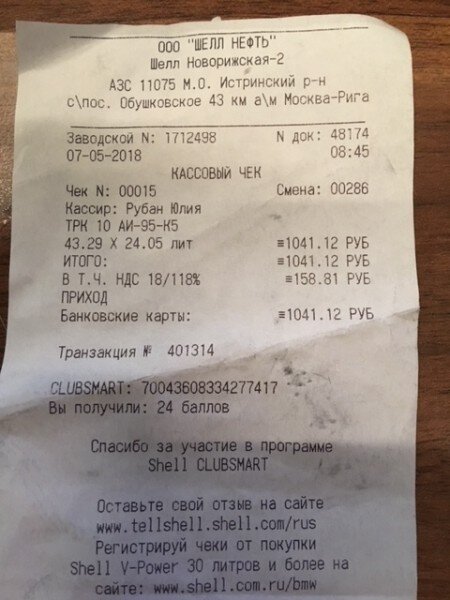 ООО "ШЕЛЛ НЕФТЬ"
Шелл Новорижская-2
АЗС 11075 М.О. Истринский р-н
с\пос. Обушковское 43 км а\м Москва-Рига
Заводской N: 1712498 N док: 48174
07-05-2018 08:45
КАССОВЫЙ ЧЕК
Чек N: 00015 Смена: 00286
Кассир: Рубан Юлия
ТРК 10 АИ-95-К5
43.29 X 24.05 лит ≡1041.12 РУБ
ИТОГО: ≡1041.12 РУБ
В Т.Ч. НДС 18/118% ≡158.81 РУБ
ПРИХОД
Банковские карты: ≡1041.12 РУБ
Транзакция № 401314
CLUBSMART: 70043608334277417
Вы получили: 24 баллов
Спасибо за участие в программе
Shell CLUBSMART
Оставьте свой отзыв на сайте
www.tellshell.shell.com/rus
Регистрируй чеки от покупки
Shell V-Power 30 литров и более на
сайте: www.shell.com.ru/bmw